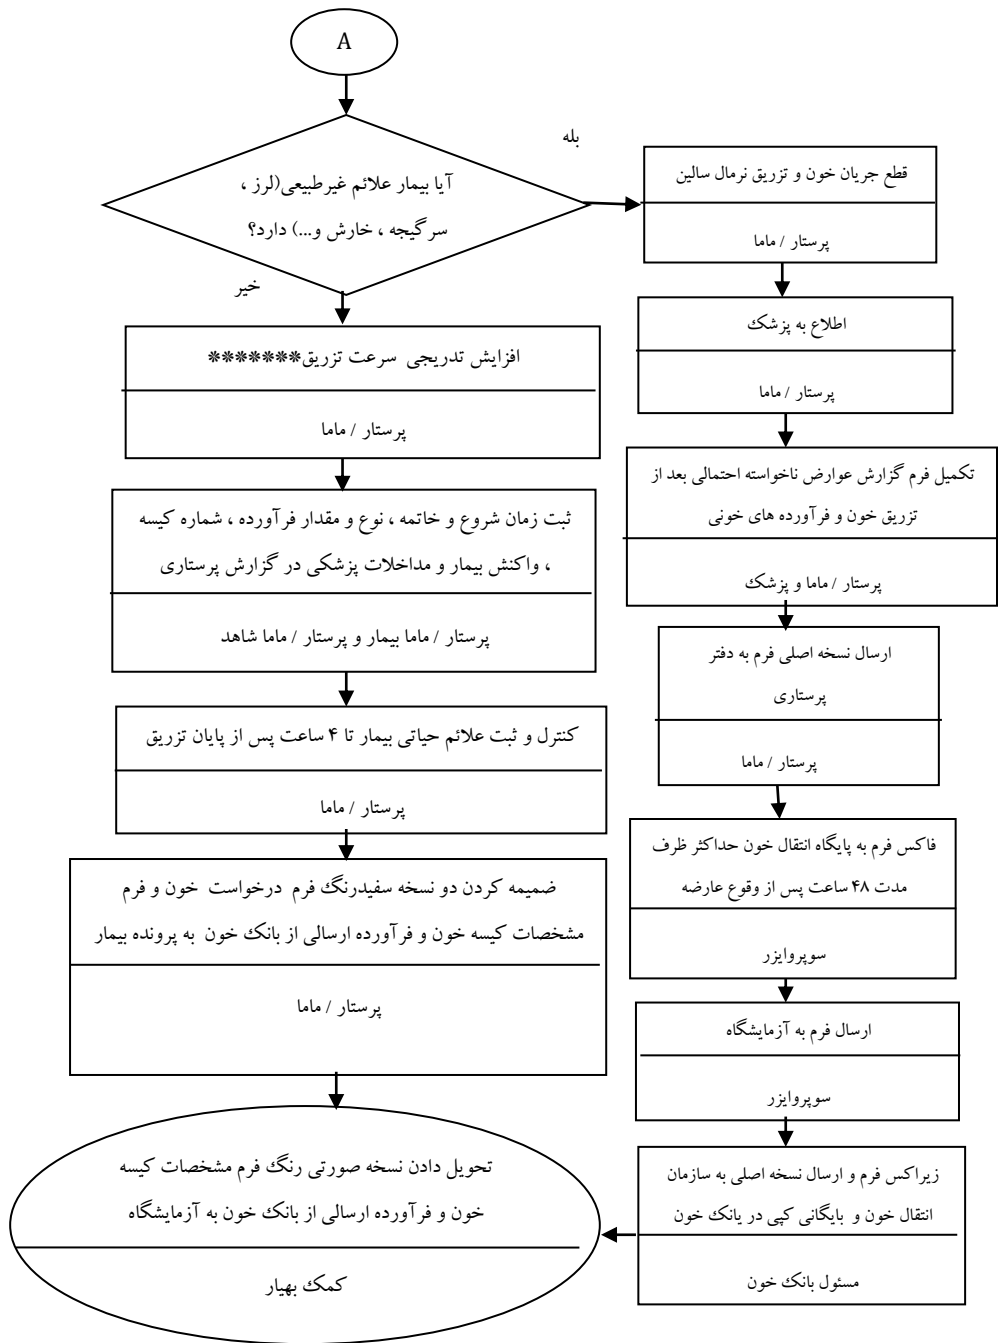 A
آیا بیمار علائم غیرطبیعی(لرز ،
سرگیجه ، خارش و...) دارد؟
بله
خیر
قطع جریان خون و تزریق نرمال سالین
پرستار / ماما
اطلاع به پزشک
پرستار / ماما
تکمیل فرم گزارش عوارض ناخواسته احتمالی بعد از
تزریق خون و فرآورده های خونی
پرستار / ماما و پزشک
ارسال نسخه اصلی فرم به دفتر
پرستاری
پرستار / ماما
فاکس فرم به پایگاه انتقال خون حداکثر ظرف
مدت ۴۸ ساعت پس از وقوع عارضه
سوپروایزر
ارسال فرم به آزمایشگاه
سوپروایزر
زیراکس فرم و ارسال نسخه اصلی به سازمان
انتقال خون و بایگانی کپی در یانک خون
مسئول بانک خون
افزایش تدریجی سرعت تزریق*******
پرستار / ماما
ثبت زمان شروع و خاتمه ، نوع و مقدار فرآورده ، شماره کیسه
، واکنش بیمار و مداخلات پزشکی در گزارش پرستاری
پرستار / ماما بیمار و پرستار / ماما شاهد
کنترل و ثبت علائم حیاتی بیمار تا ۴ ساعت پس از پایان تزریق
پرستار / ماما
ضمیمه کردن دو نسخه سفیدرنگ فرم درخواست خون و فرم
مشخصات کیسه خون و فرآورده ارسالی از بانک خون به پرونده بیمار
پرستار / ماما
تحویل دادن نسخه صورتی رنگ فرم مشخصات کیسه
خون و فرآورده ارسالی از بانک خون به آزمایشگاه
کمک بهیار